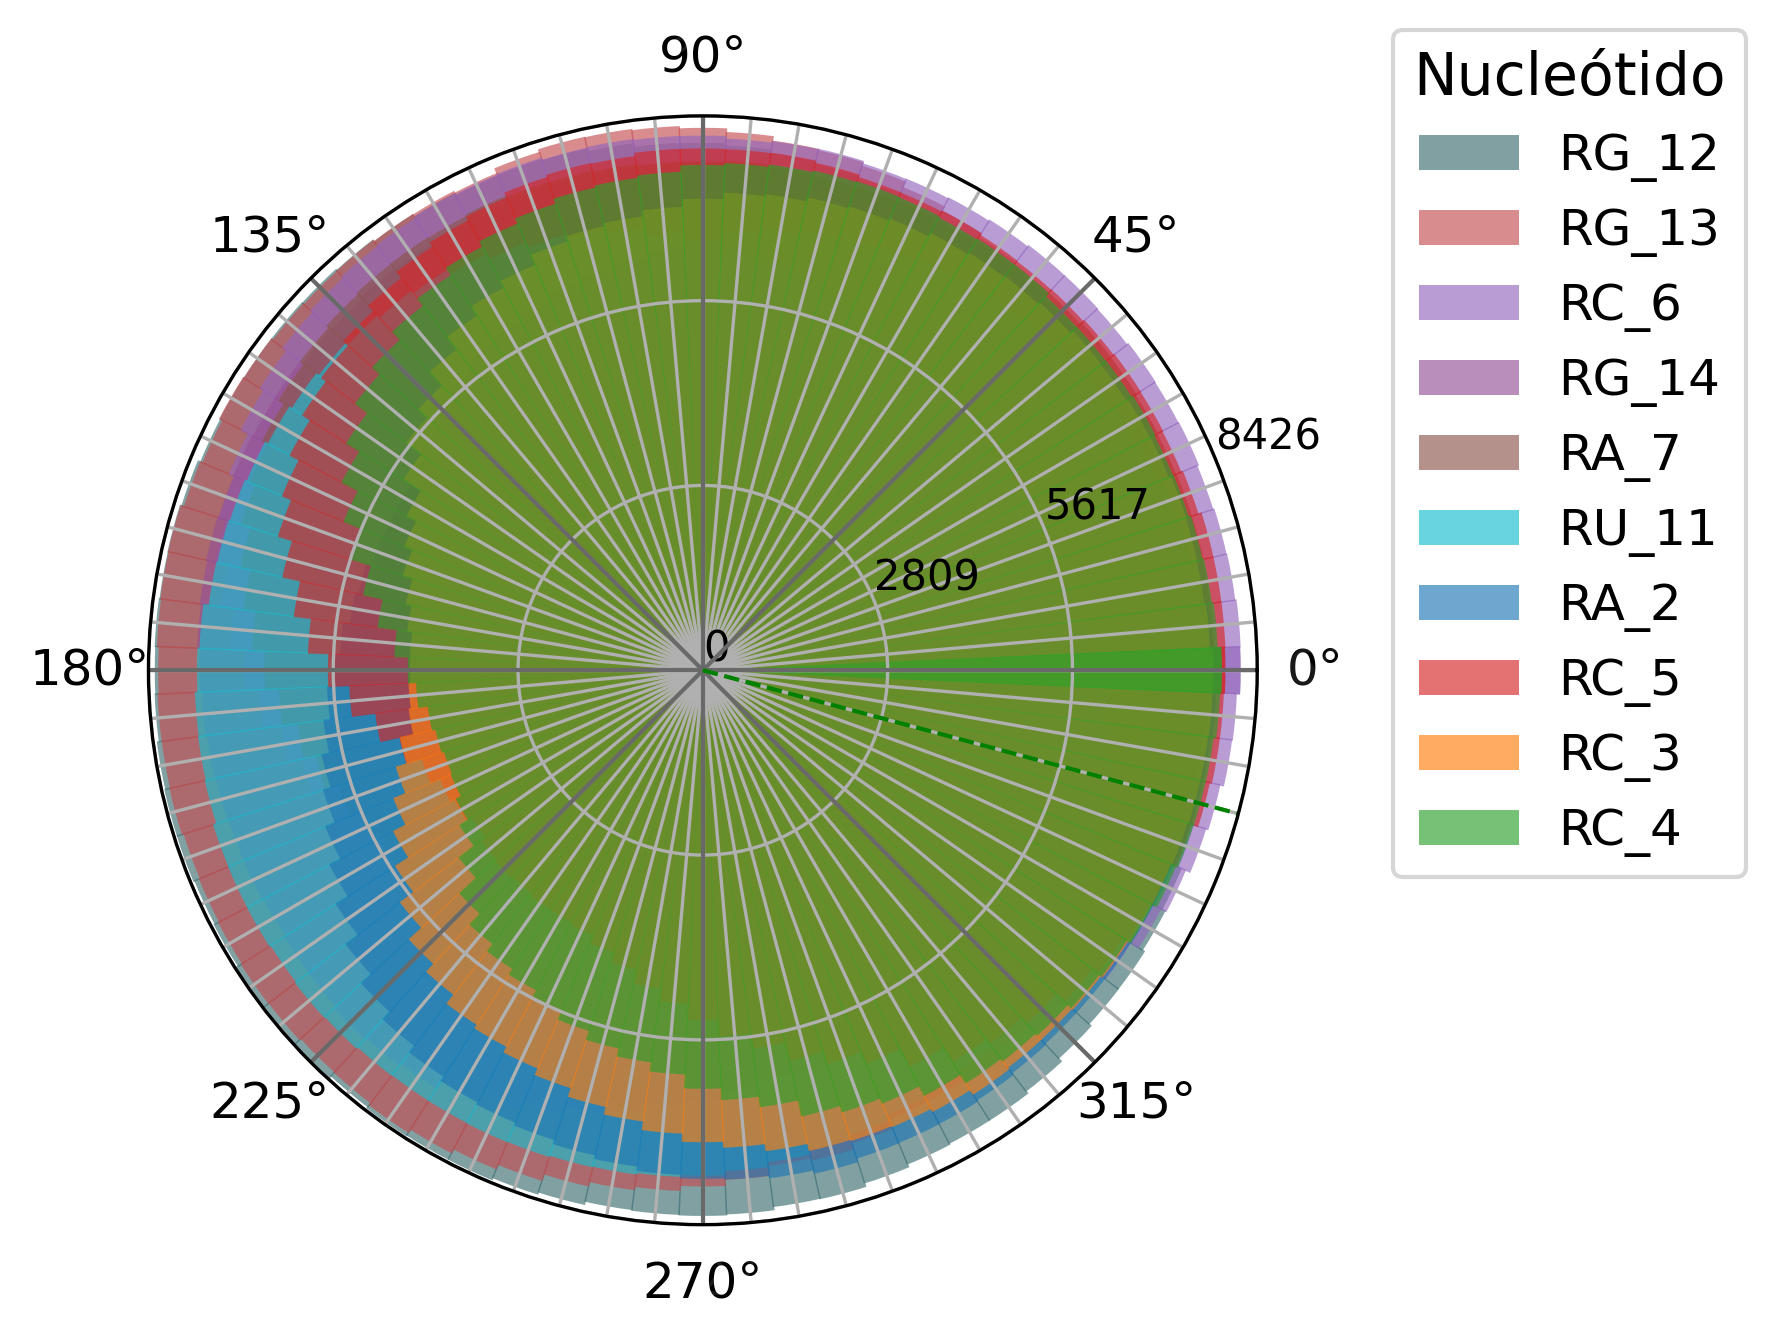 90°
135°
45°
8426
5617
2809
0
180°
0°
225°
315°
270°
Nucleótido
RG_12
RG_13
RC_6
RG_14
RA_7
RU_11
RA_2
RC_5
RC_3
RC_4